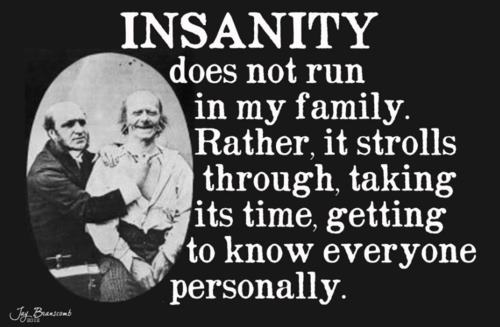 INSANITY
does not run
in my family.
Rather, it strolls
through, taking
its time, getting
to know everyone
personally.
Jay Branscomb
2012